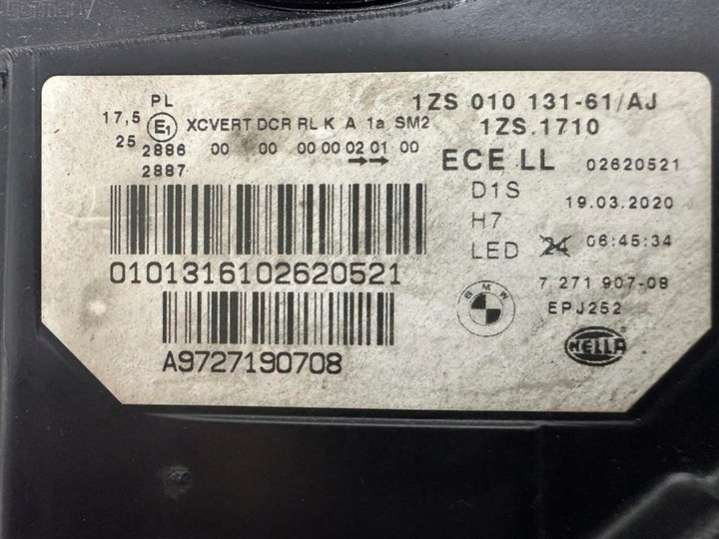 Germany
PL
17,5
E1
XCVERT DCR RL K A 1a SM2
1ZS 010 131-61/AJ
1ZS.1710
25
2886
00 00 00 00 02 01 00
2887
ECE LL
02620521
D1S
19.03.2020
H7
LED
24
06:45:34
0101316102620521
BMW
7 271 907-08
EPJ252
HELLA
A9727190708